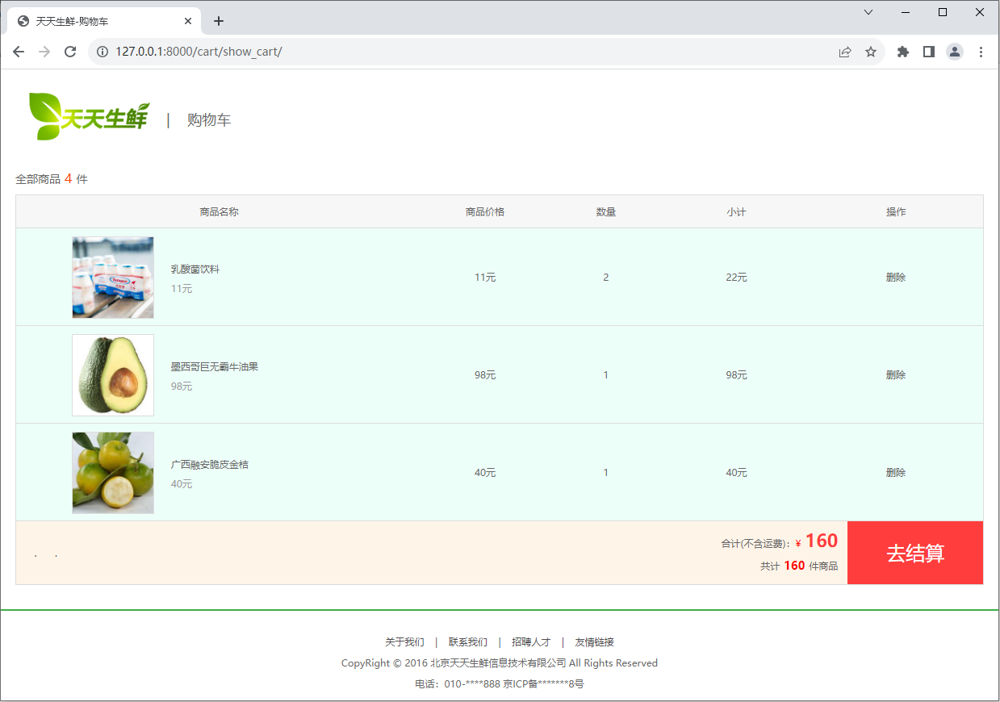 天天生鲜-购物车
127.0.0.1:8000/cart/show_cart/
天天生鲜 | 购物车
全部商品 4 件
商品名称 商品价格 数量 小计 操作
乳酸菌饮料
11元
11元 2 22元 删除
墨西哥巨无霸牛油果
98元
98元 1 98元 删除
广西融安脆皮金桔
40元
40元 1 40元 删除
合计(不含运费): ¥ 160
共计 160 件商品
去结算
关于我们 | 联系我们 | 招聘人才 | 友情链接
CopyRight © 2016 北京天天生鲜信息技术有限公司 All Rights Reserved
电话：010-****888 京ICP备*******8号